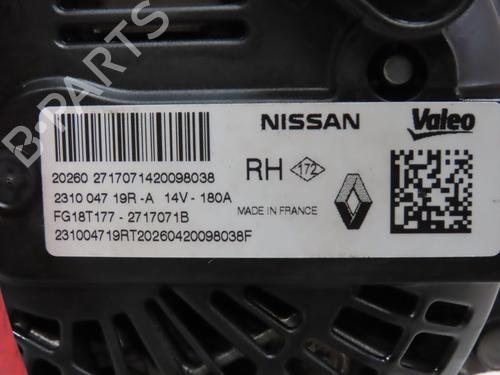 NISSAN Valeo
20260 2717071420098038
RH 172
2310 047 19R -A 14V - 180A
FG18T177 - 2717071B
MADE IN FRANCE
231004719RT20260420098038F
B-PARTS